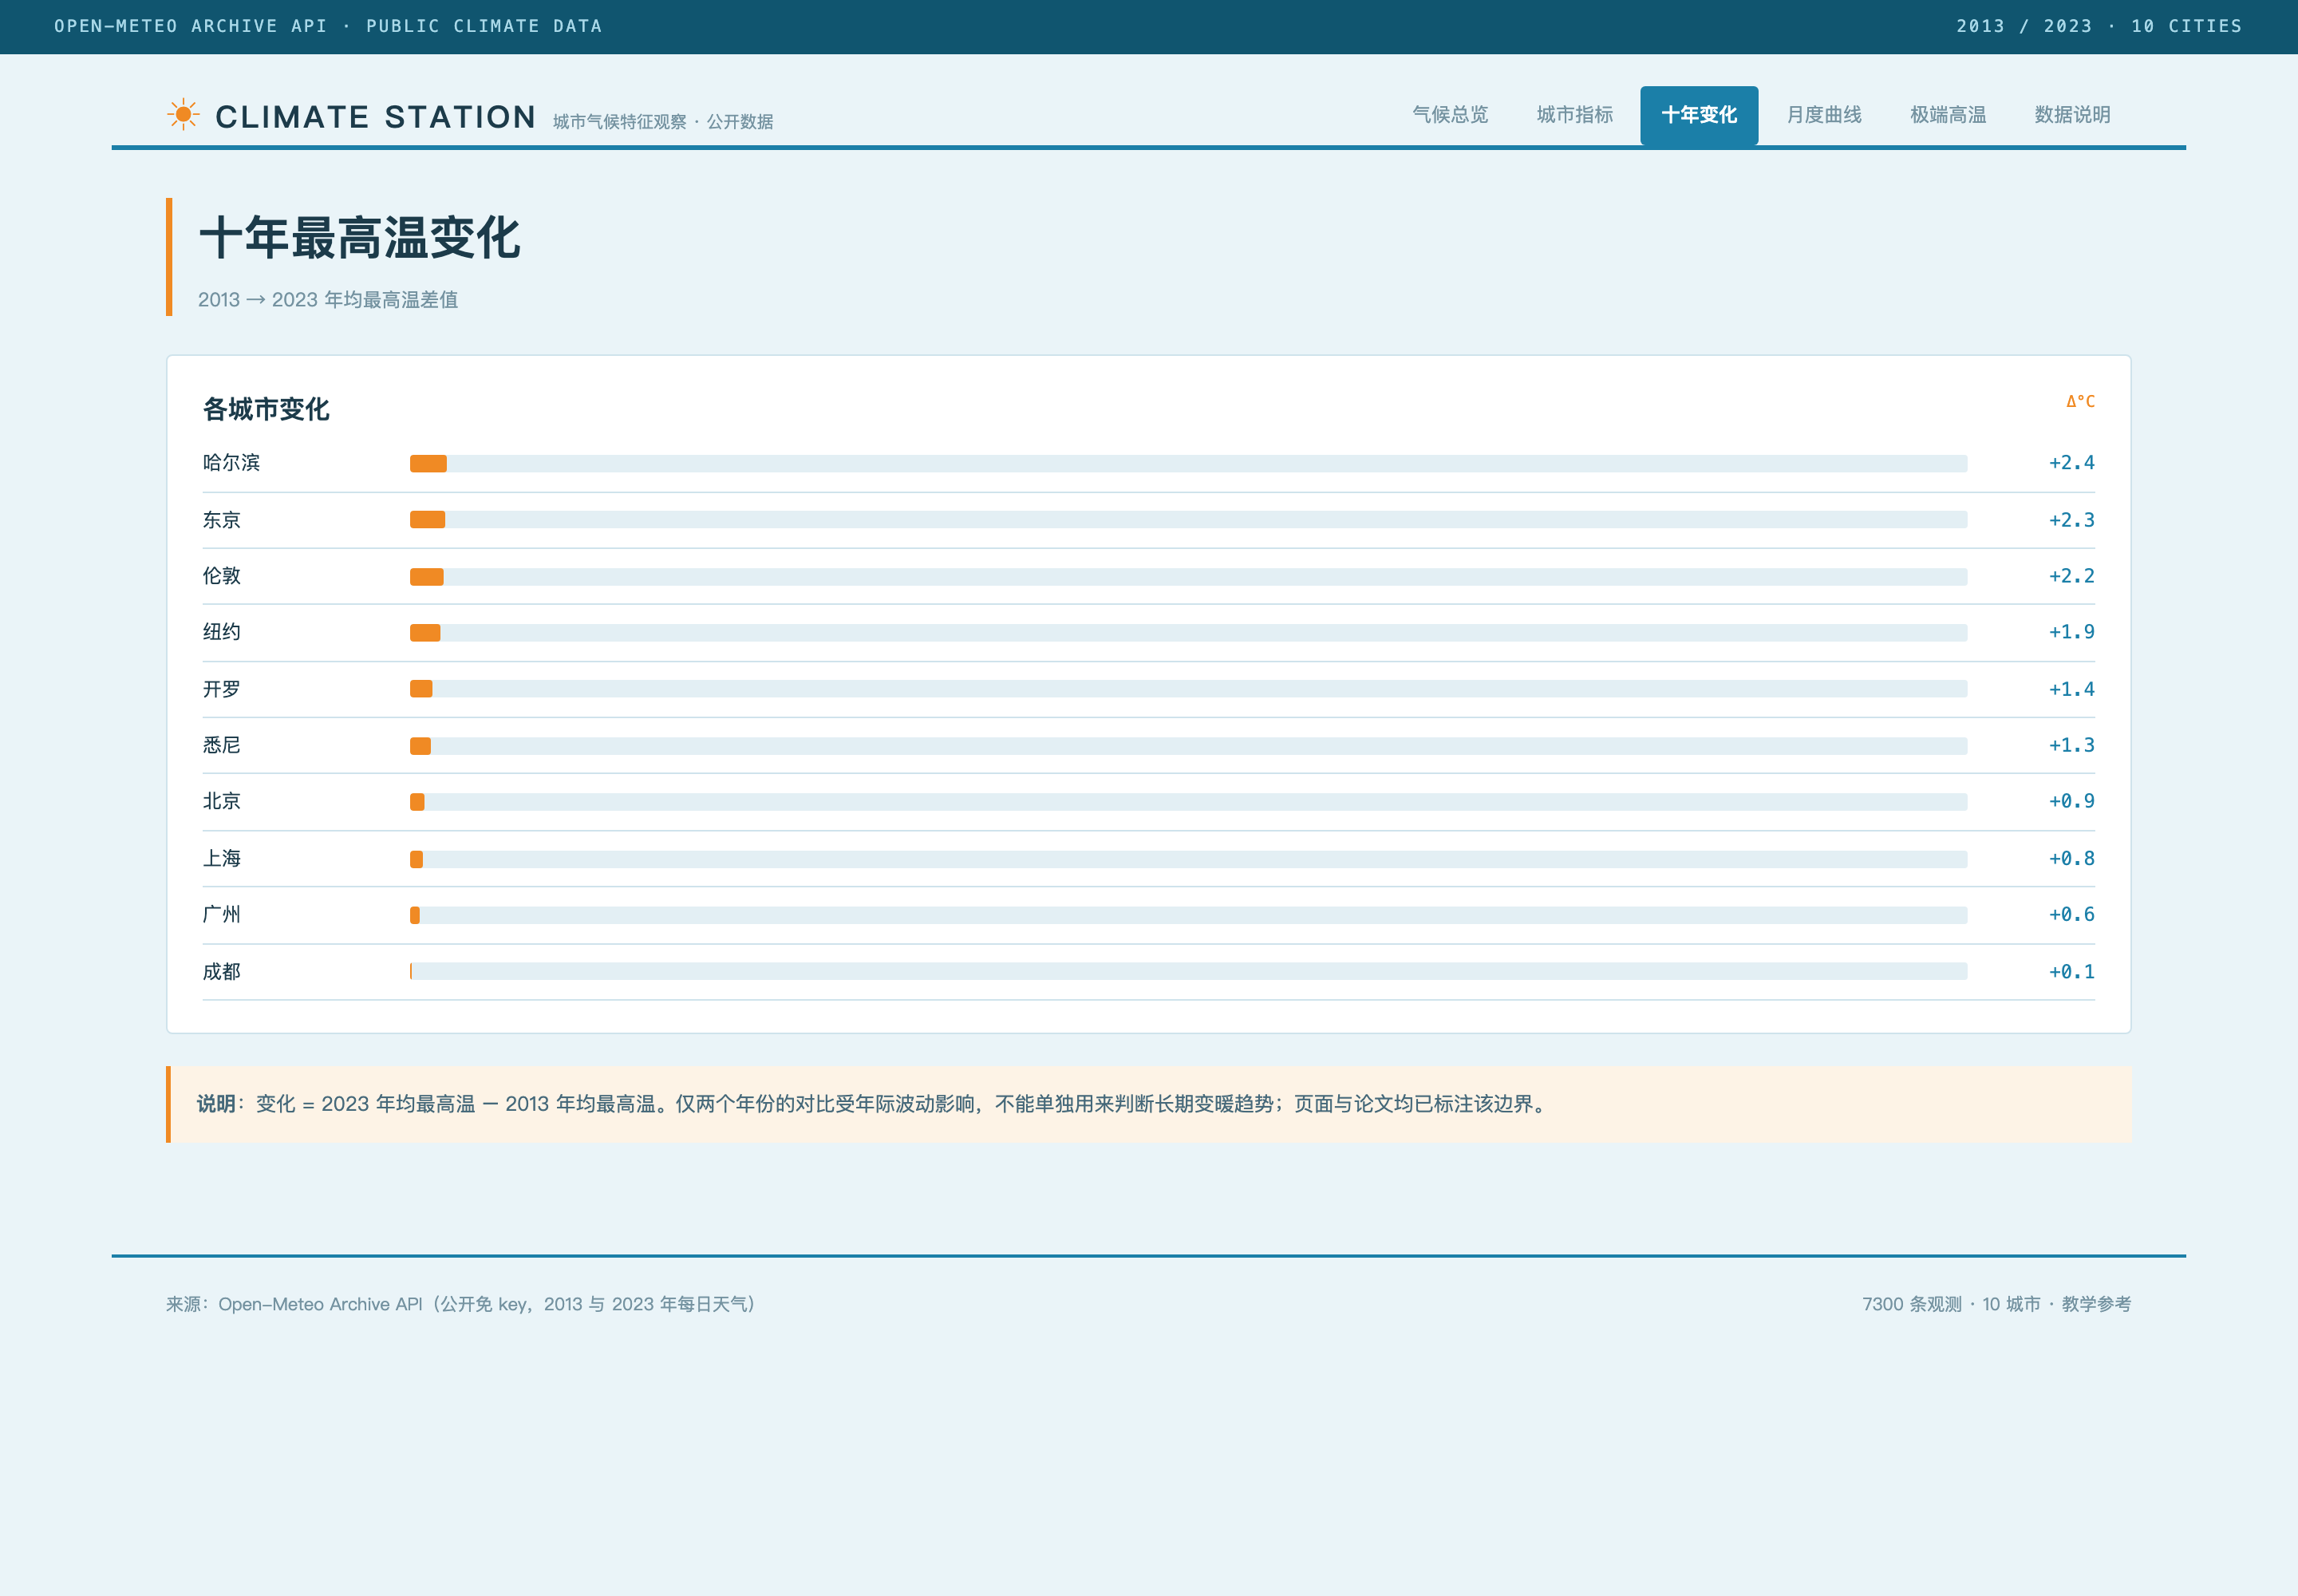 OPEN-METEO ARCHIVE API · PUBLIC CLIMATE DATA
2013 / 2023 · 10 CITIES
CLIMATE STATION 城市气候特征观察 · 公开数据
气候总览 城市指标 十年变化 月度曲线 极端高温 数据说明
十年最高温变化
2013 → 2023 年均最高温差值
各城市变化 Δ°C
哈尔滨 +2.4
东京 +2.3
伦敦 +2.2
纽约 +1.9
开罗 +1.4
悉尼 +1.3
北京 +0.9
上海 +0.8
广州 +0.6
成都 +0.1
说明：变化 = 2023 年均最高温 − 2013 年均最高温。仅两个年份的对比受年际波动影响，不能单独用来判断长期变暖趋势；页面与论文均已标注该边界。
来源：Open-Meteo Archive API（公开免 key，2013 与 2023 年每日天气）
7300 条观测 · 10 城市 · 教学参考